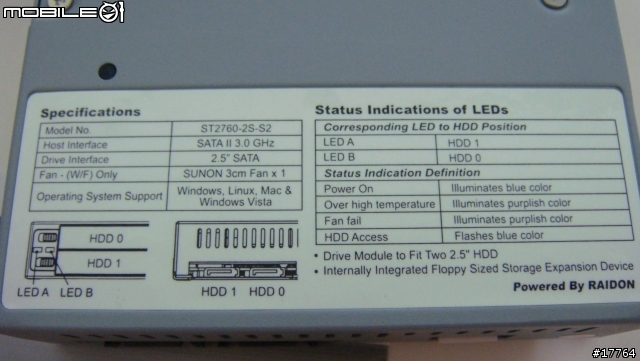 MOBILE01
Specifications
Model No. ST2760-2S-S2
Host Interface SATA II 3.0 GHz
Drive Interface 2.5" SATA
Fan - (W/F) Only SUNON 3cm Fan x 1
Operating System Support Windows, Linux, Mac & Windows Vista
HDD 0
HDD 1
LED A LED B
HDD 1 HDD 0
Status Indications of LEDs
Corresponding LED to HDD Position
LED A HDD 1
LED B HDD 0
Status Indication Definition
Power On Illuminates blue color
Over high temperature Illuminates purplish color
Fan fail Illuminates purplish color
HDD Access Flashes blue color
• Drive Module to Fit Two 2.5" HDD
• Internally Integrated Floppy Sized Storage Expansion Device
Powered By RAIDON
#17764